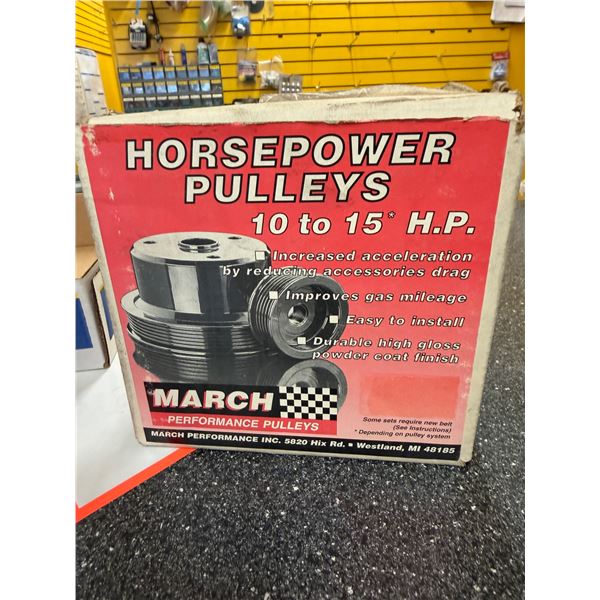 HORSEPOWER
PULLEYS
10 to 15* H.P.
■ Increased acceleration
by reducing accessories drag
■ Improves gas mileage
■ Easy to install
■ Durable high gloss
powder coat finish
MARCH
PERFORMANCE PULLEYS
Some sets require new belt
(See Instructions)
* Depending on pulley system
MARCH PERFORMANCE INC. 5820 Hix Rd. ■ Westland, MI 48185